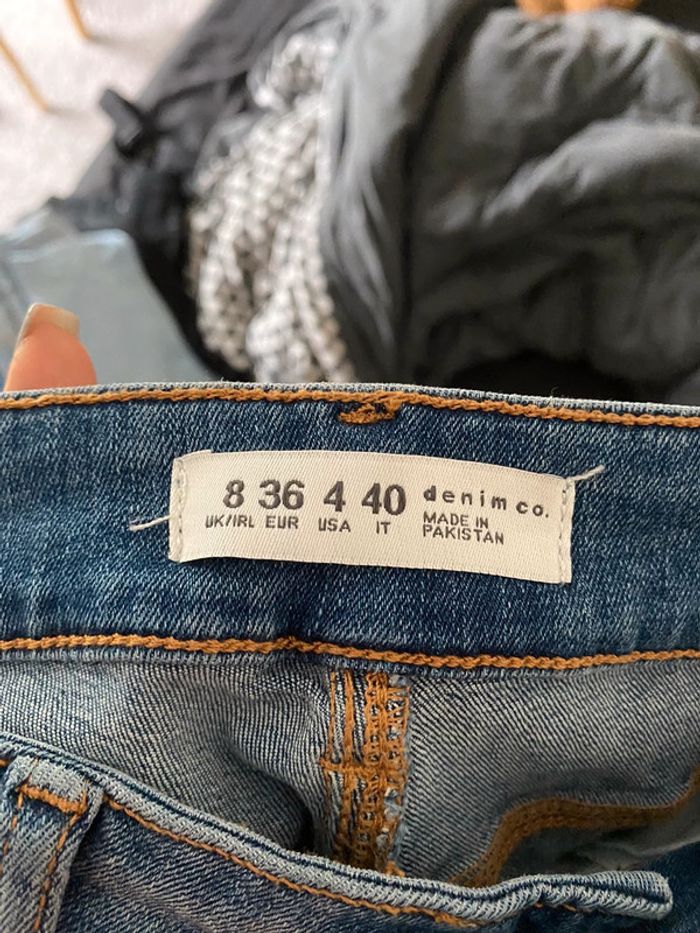 8 36 4 40 denim co.
UK/IRL EUR USA IT MADE IN
PAKISTAN